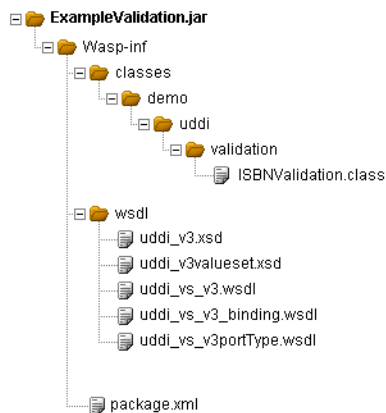 ExampleValidation.jar
Wasp-inf
classes
demo
uddi
validation
ISBNValidation.class
wsdl
uddi_v3.xsd
uddi_v3valueset.xsd
uddi_vs_v3.wsdl
uddi_vs_v3_binding.wsdl
uddi_vs_v3portType.wsdl
package.xml